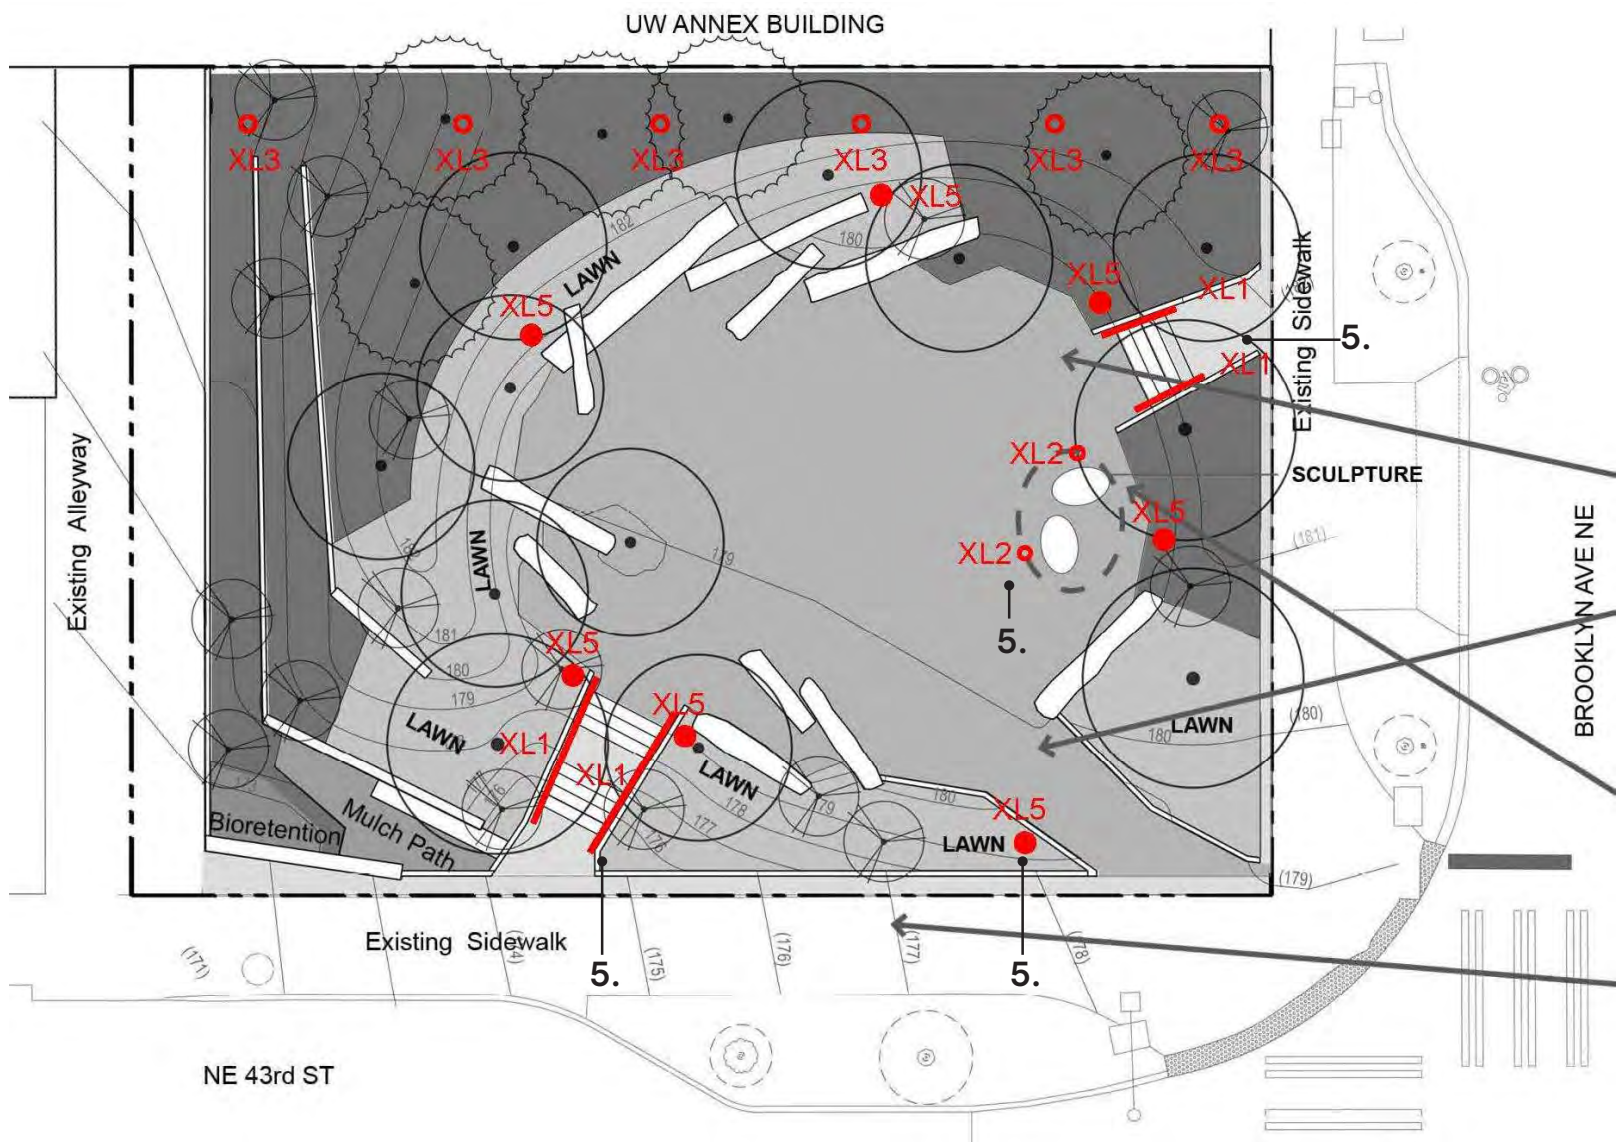 UW ANNEX BUILDING
XL3
XL3
XL3
XL3
XL3
XL3
XL5
182
180
LAWN
XL5
XL5
XL1
Existing Sidewalk
5.
XL1
XL2
SCULPTURE
Existing Alleyway
LAWN
179
XL5
(181)
XL2
BROOKLYN AVE NE
5.
181
XL5
180
179
XL5
(180)
180
LAWN
LAWN
XL1
XL1
LAWN
178
179
180
177
176
176
XL5
LAWN
Bioretention
Mulch Path
(179)
Existing Sidewalk
(171)
(175)
(176)
(177)
(178)
5.
5.
NE 43rd ST